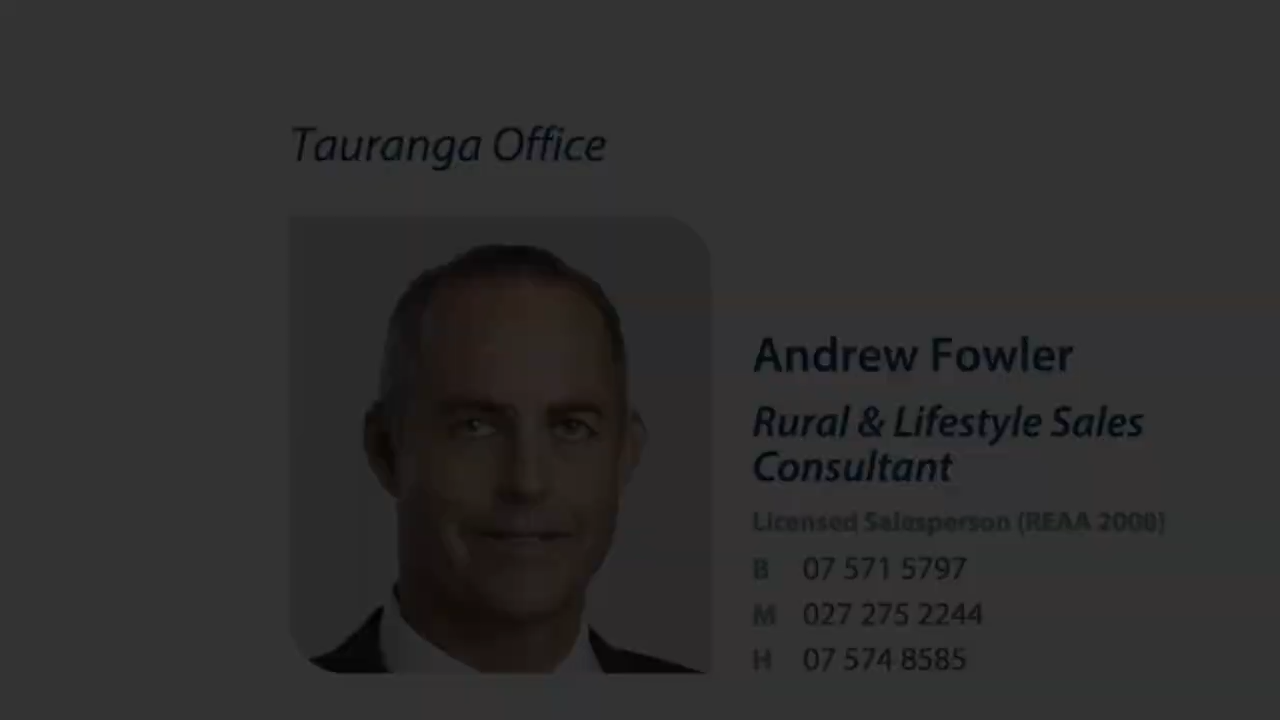 Tauranga Office
Andrew Fowler
Rural & Lifestyle Sales
Consultant
Licensed Salesperson (REAA 2008)
B 07 571 5797
M 027 275 2244
H 07 574 8585